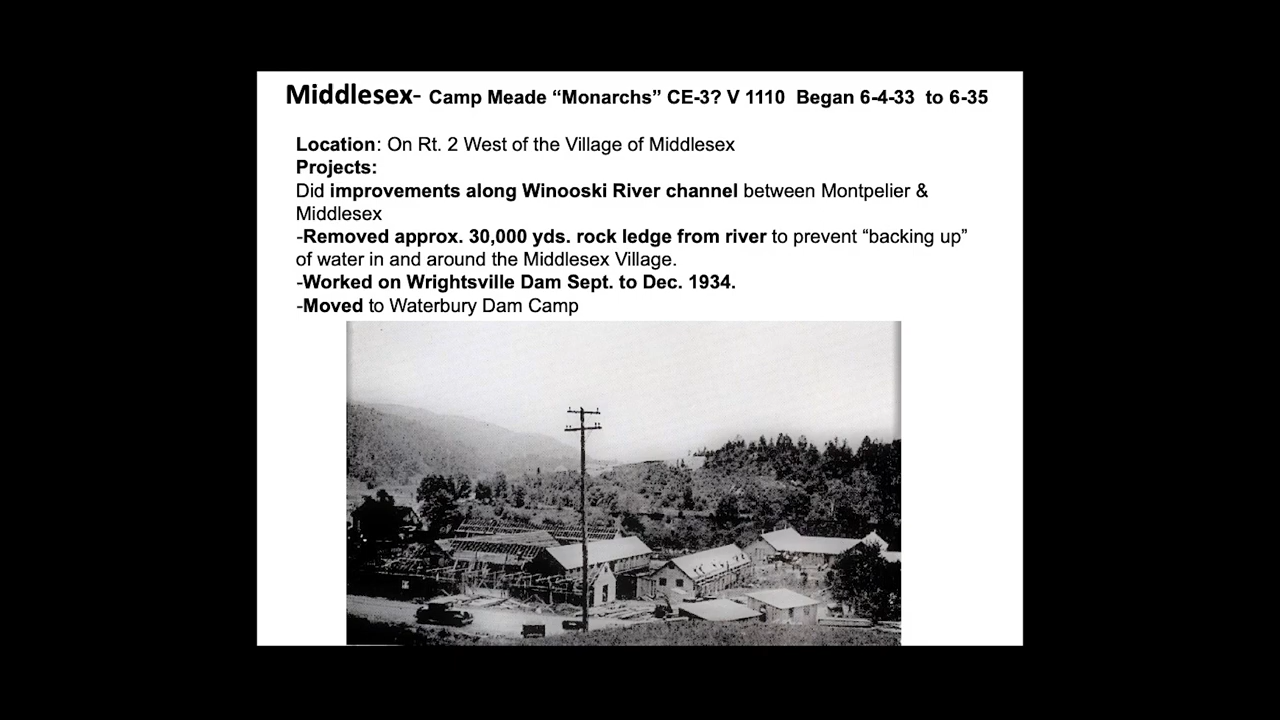 Middlesex- Camp Meade “Monarchs” CE-3? V 1110 Began 6-4-33 to 6-35
Location: On Rt. 2 West of the Village of Middlesex
Projects:
Did improvements along Winooski River channel between Montpelier &
Middlesex
-Removed approx. 30,000 yds. rock ledge from river to prevent “backing up”
of water in and around the Middlesex Village.
-Worked on Wrightsville Dam Sept. to Dec. 1934.
-Moved to Waterbury Dam Camp